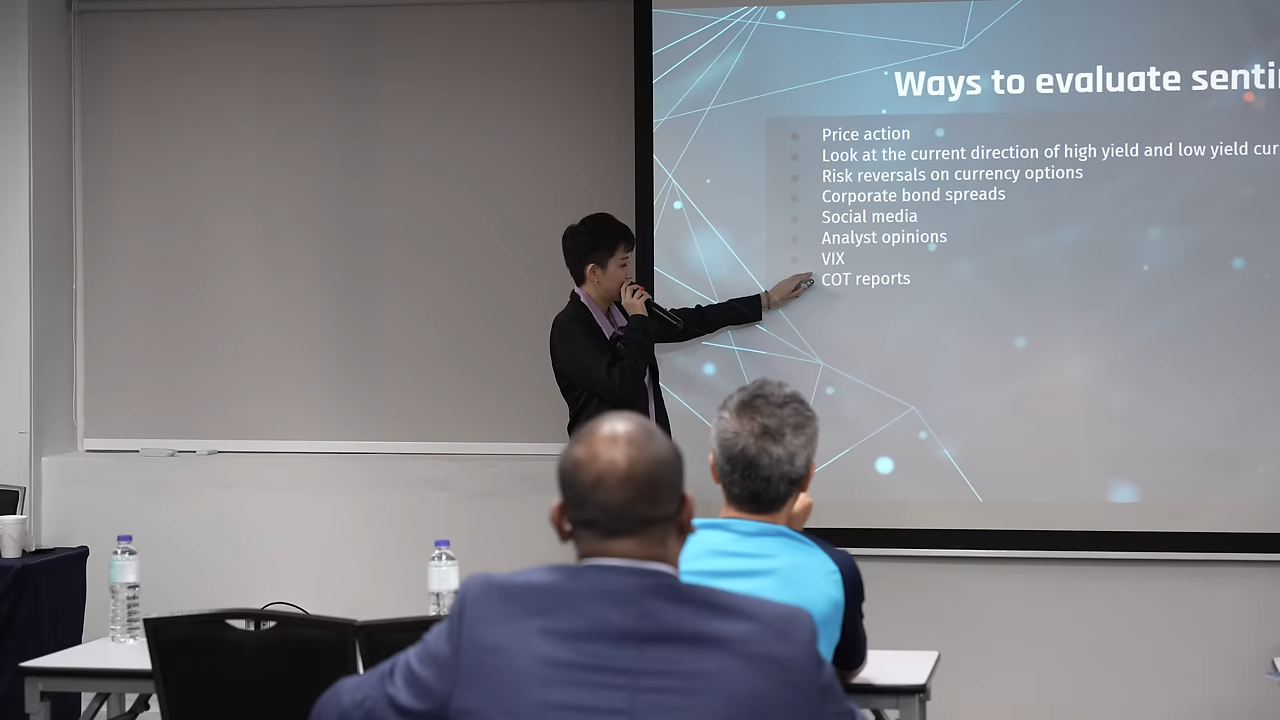 Ways to evaluate senti
Price action
Look at the current direction of high yield and low yield cur
Risk reversals on currency options
Corporate bond spreads
Social media
Analyst opinions
VIX
COT reports